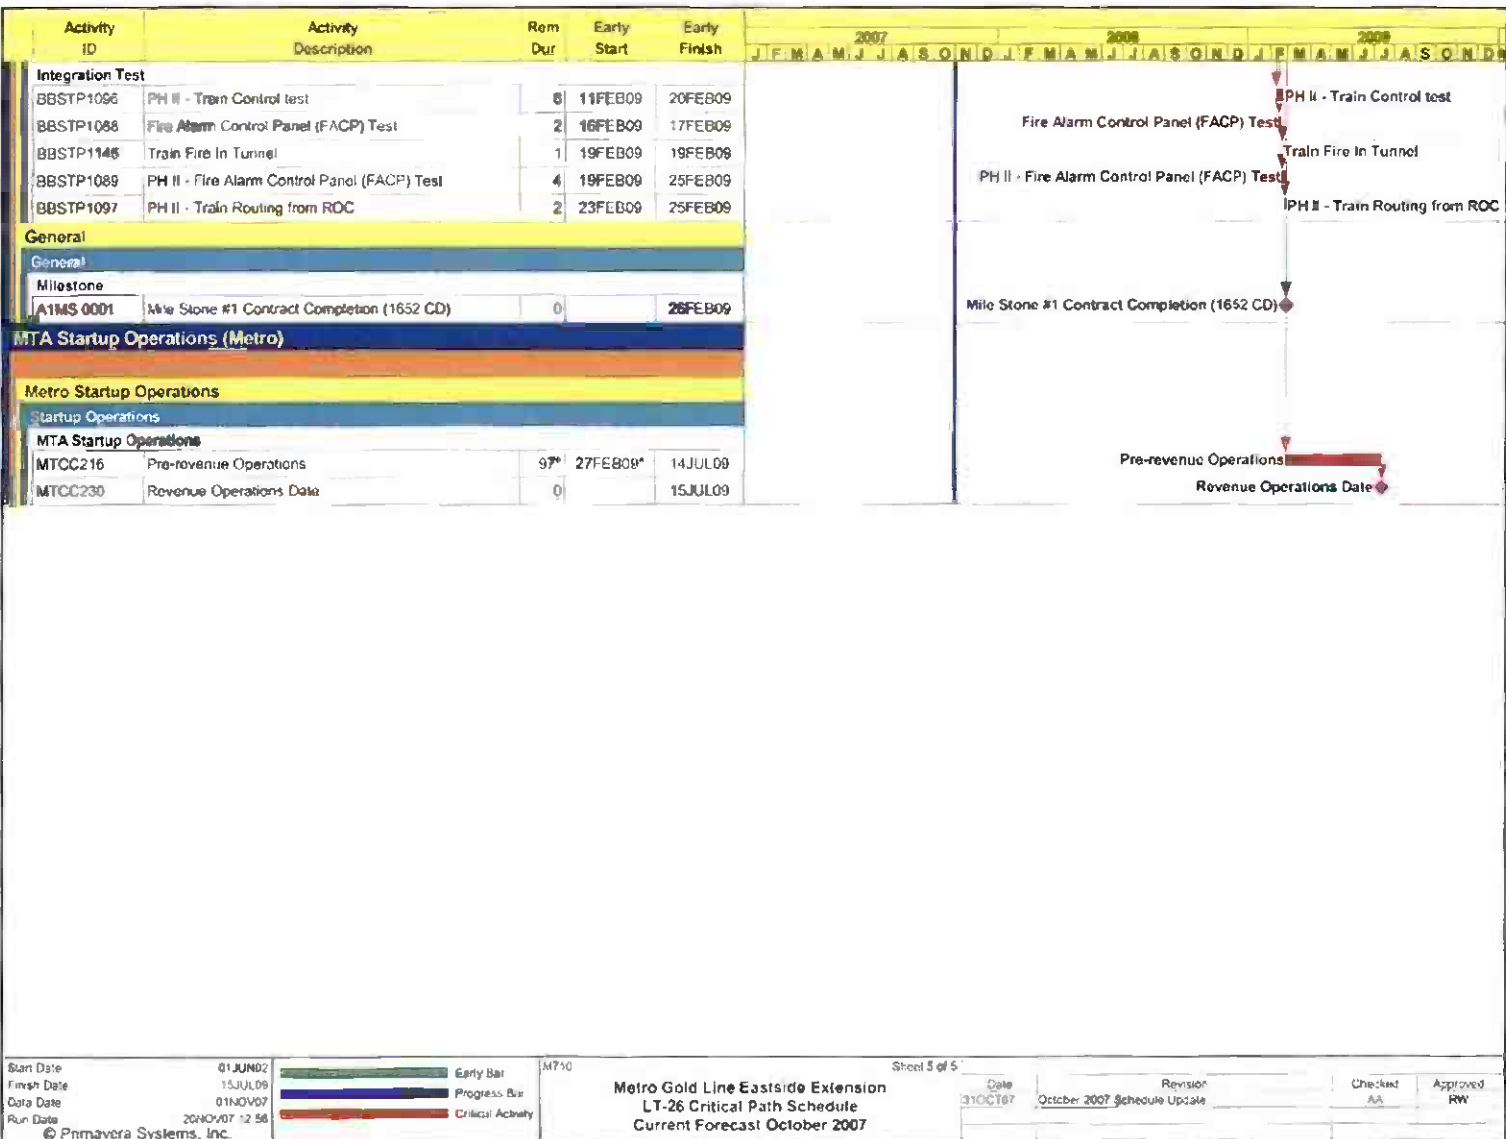 Activity ID Activity Description Rem Dur Early Start Early Finish 2007 2008 2009
J F M A M J J A S O N D J F M A M J J A S O N D J F M A M J J A S O N D
Integration Test
BBSTP1096 PH II - Train Control test 6 11FEB09 20FEB09 PH II - Train Control test
BBSTP1088 Fire Alarm Control Panel (FACP) Test 2 16FEB09 17FEB09 Fire Alarm Control Panel (FACP) Test
BBSTP1145 Train Fire In Tunnel 1 19FEB09 19FEB09 Train Fire In Tunnel
BBSTP1089 PH II - Fire Alarm Control Panel (FACP) Test 4 19FEB09 25FEB09 PH II - Fire Alarm Control Panel (FACP) Test
BBSTP1097 PH II - Train Routing from ROC 2 23FEB09 25FEB09 PH II - Train Routing from ROC
General
General
Milestone
A1MS 0001 Mile Stone #1 Contract Completion (1652 CD) 0 26FEB09 Mile Stone #1 Contract Completion (1652 CD)
MTA Startup Operations (Metro)
Metro Startup Operations
Startup Operations
MTA Startup Operations
MTCC216 Pre-revenue Operations 97* 27FEB09* 14JUL09 Pre-revenue Operations
MTCC230 Revenue Operations Date 0 15JUL09 Revenue Operations Date
Start Date 01JUN02
Finish Date 15JUL09
Data Date 01NOV07
Run Date 20NOV07 12:56
© Primavera Systems, Inc.
Early Bar
Progress Bar
Critical Activity
M710 Sheet 5 of 5
Metro Gold Line Eastside Extension
LT-26 Critical Path Schedule
Current Forecast October 2007
Date Revision Checked Approved
31OCT07 October 2007 Schedule Update AA RW